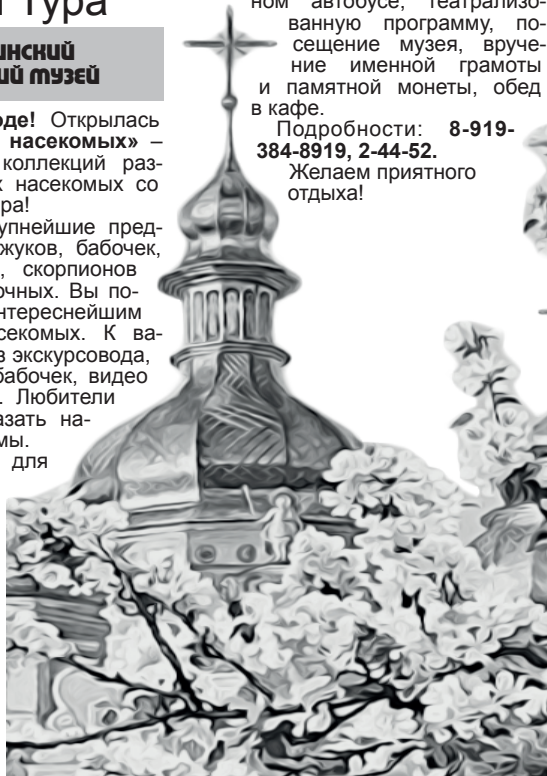 Тура
ный музей
оде! Открылась
насекомых» –
коллекций раз-
насекомых со
ра!
упнейшие пред-
жуков, бабочек,
скорпионов
очных. Вы по-
нтереснейшим
секомых. К ва-
экскурсовода,
бабочек, видео
Любители
азать на-
мы.
для
ном автобусе, театрализо-
ванную программу, по-
сещение музея, вруче-
ние именной грамоты
и памятной монеты, обед
в кафе.
Подробности: 8-919-
384-8919, 2-44-52.
Желаем приятного
отдыха!